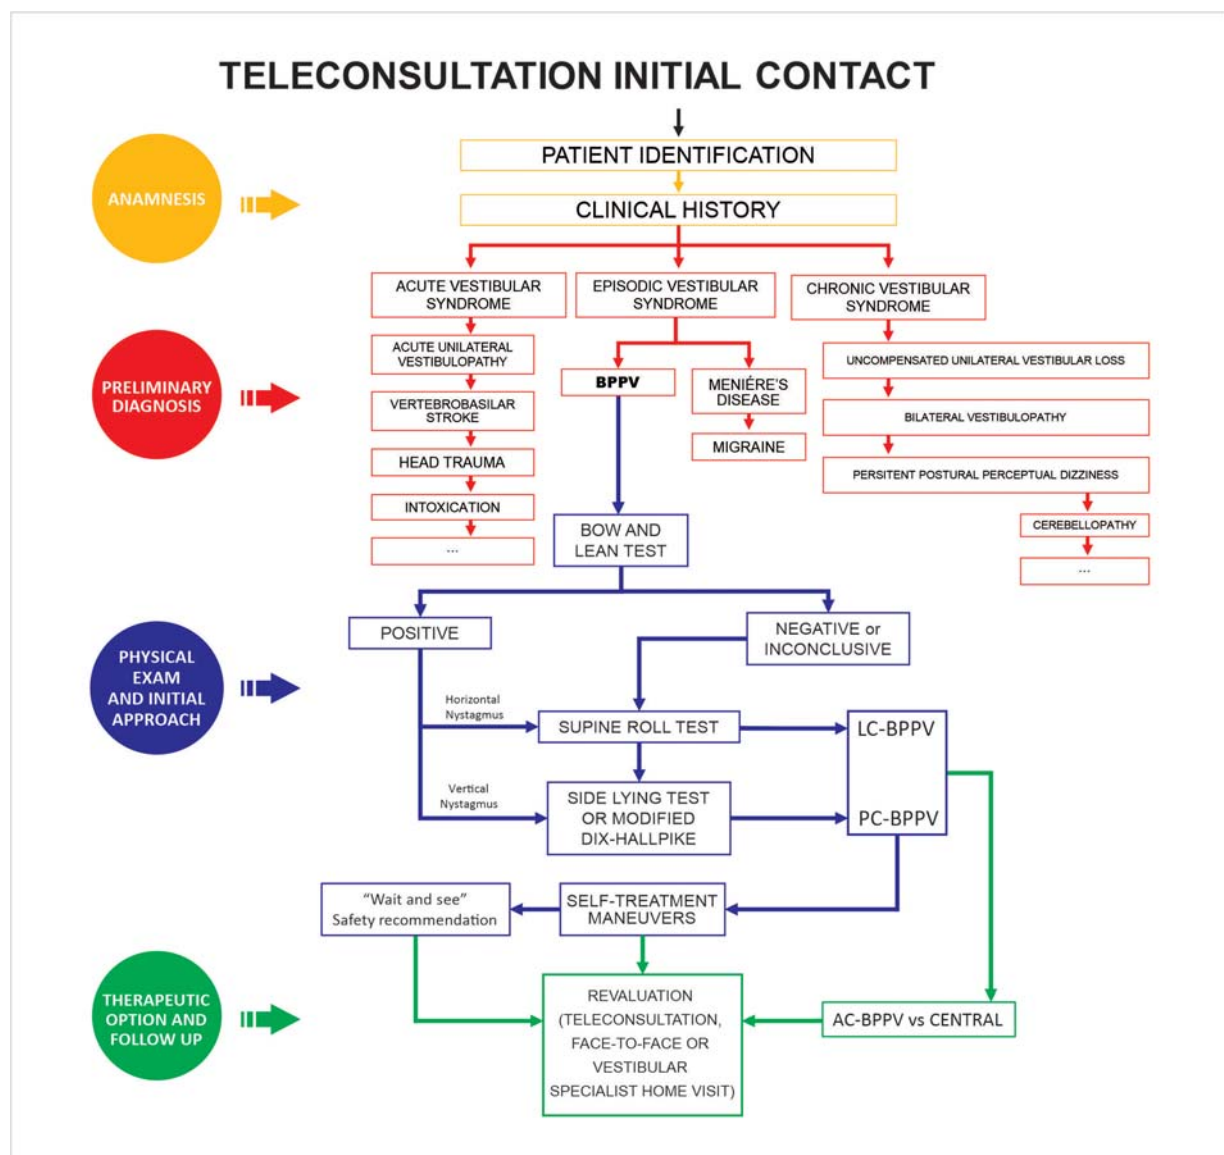 TELECONSULTATION INITIAL CONTACT
ANAMNESIS
PATIENT IDENTIFICATION
CLINICAL HISTORY
PRELIMINARY
DIAGNOSIS
ACUTE VESTIBULAR
SYNDROME
ACUTE UNILATERAL
VESTIBULOPATHY
VERTEBROBASILAR
STROKE
HEAD TRAUMA
INTOXICATION
...
EPISODIC VESTIBULAR
SYNDROME
BPPV
MENIÉRE'S
DISEASE
MIGRAINE
CHRONIC VESTIBULAR
SYNDROME
UNCOMPENSATED UNILATERAL VESTIBULAR LOSS
BILATERAL VESTIBULOPATHY
PERSITENT POSTURAL PERCEPTUAL DIZZINESS
CEREBELLOPATHY
...
PHYSICAL
EXAM
AND INITIAL
APPROACH
BOW AND
LEAN TEST
POSITIVE
NEGATIVE or
INCONCLUSIVE
Horizontal
Nystagmus
SUPINE ROLL TEST
LC-BPPV
Vertical
Nystagmus
SIDE LYING TEST
OR MODIFIED
DIX-HALLPIKE
PC-BPPV
"Wait and see"
Safety recommendation
SELF-TREATMENT
MANEUVERS
THERAPEUTIC
OPTION AND
FOLLOW UP
REVALUATION
(TELECONSULTATION,
FACE-TO-FACE OR
VESTIBULAR
SPECIALIST HOME VISIT)
AC-BPPV vs CENTRAL